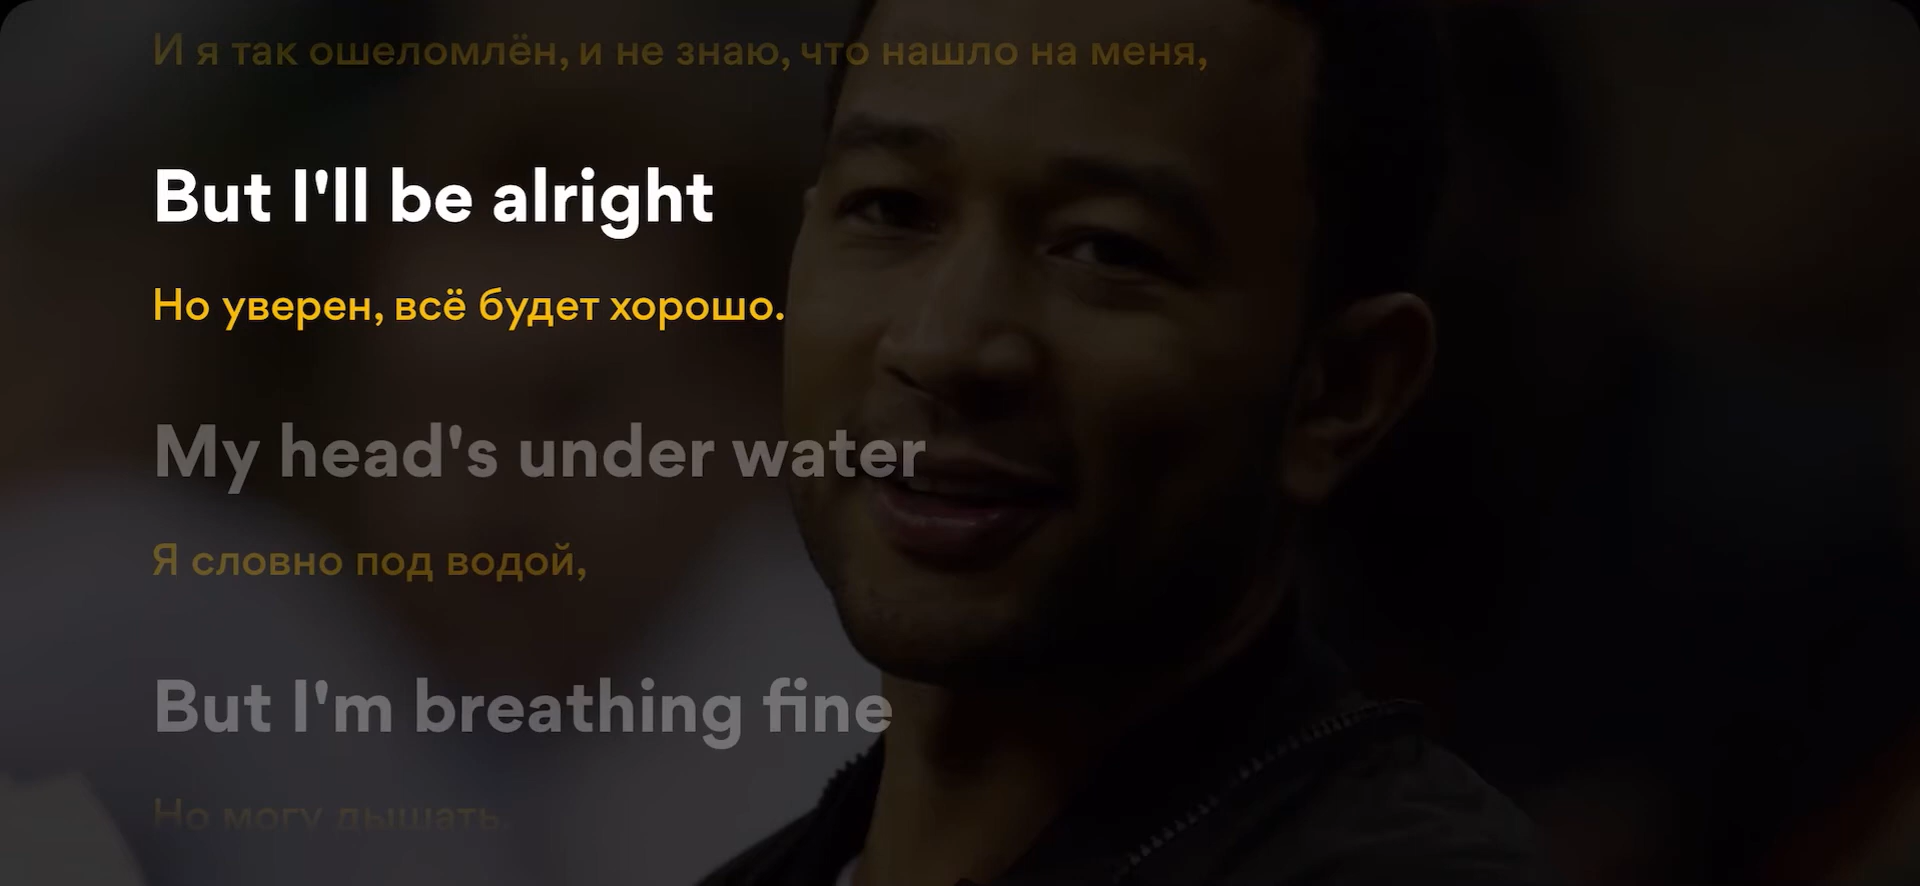 И я так ошеломлён, и не знаю, что нашло на меня,
But I'll be alright
Но уверен, всё будет хорошо.
My head's under water
Я словно под водой,
But I'm breathing fine
Но могу дышать.